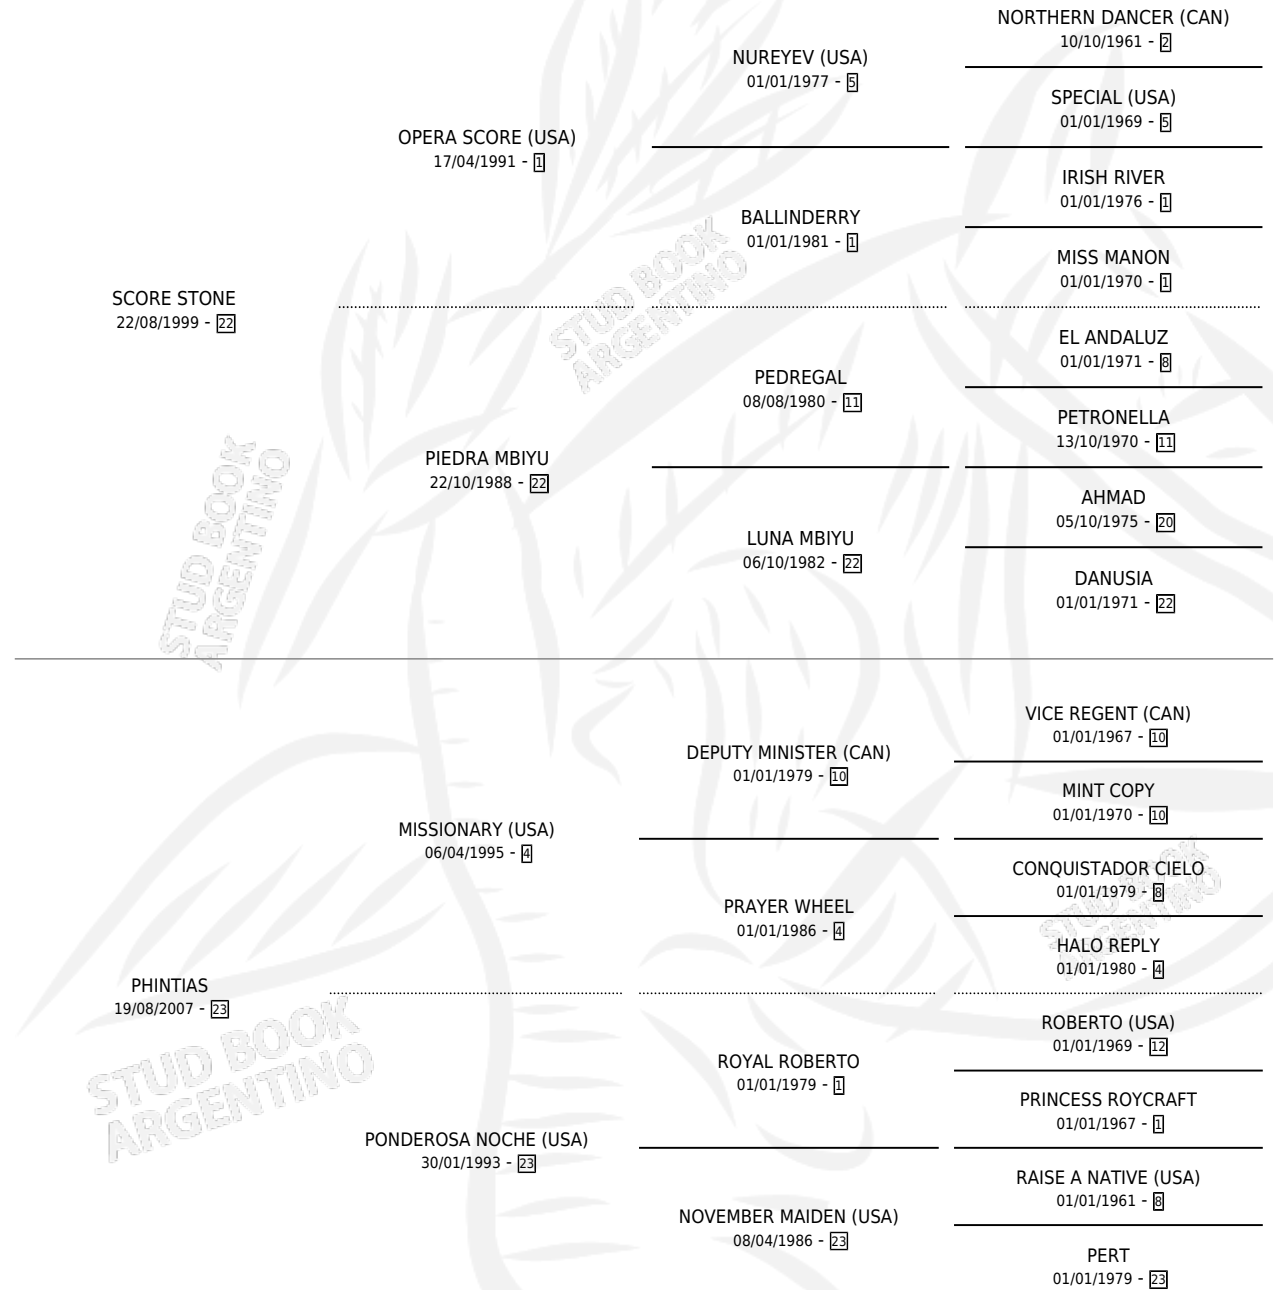 NORTHERN DANCER (CAN)
10/10/1961 - 2
NUREYEV (USA)
01/01/1977 - 5
SPECIAL (USA)
01/01/1969 - 5
OPERA SCORE (USA)
17/04/1991 - 1
IRISH RIVER
01/01/1976 - 1
BALLINDERRY
01/01/1981 - 1
MISS MANON
01/01/1970 - 1
SCORE STONE
22/08/1999 - 22
EL ANDALUZ
01/01/1971 - 8
PEDREGAL
08/08/1980 - 11
PETRONELLA
13/10/1970 - 11
PIEDRA MBIYU
22/10/1988 - 22
AHMAD
05/10/1975 - 20
LUNA MBIYU
06/10/1982 - 22
DANUSIA
01/01/1971 - 22
STUD BOOK
ARGENTINO
STUD BOOK
ARGENTINO
VICE REGENT (CAN)
01/01/1967 - 10
DEPUTY MINISTER (CAN)
01/01/1979 - 10
MINT COPY
01/01/1970 - 10
MISSIONARY (USA)
06/04/1995 - 4
CONQUISTADOR CIELO
01/01/1979 - 8
PRAYER WHEEL
01/01/1986 - 4
HALO REPLY
01/01/1980 - 4
PHINTIAS
19/08/2007 - 23
ROBERTO (USA)
01/01/1969 - 12
ROYAL ROBERTO
01/01/1979 - 1
PRINCESS ROYCRAFT
01/01/1967 - 1
PONDEROSA NOCHE (USA)
30/01/1993 - 23
RAISE A NATIVE (USA)
01/01/1961 - 8
NOVEMBER MAIDEN (USA)
08/04/1986 - 23
PERT
01/01/1979 - 23
STUD BOOK
ARGENTINO
STUD BOOK
ARGENTINO